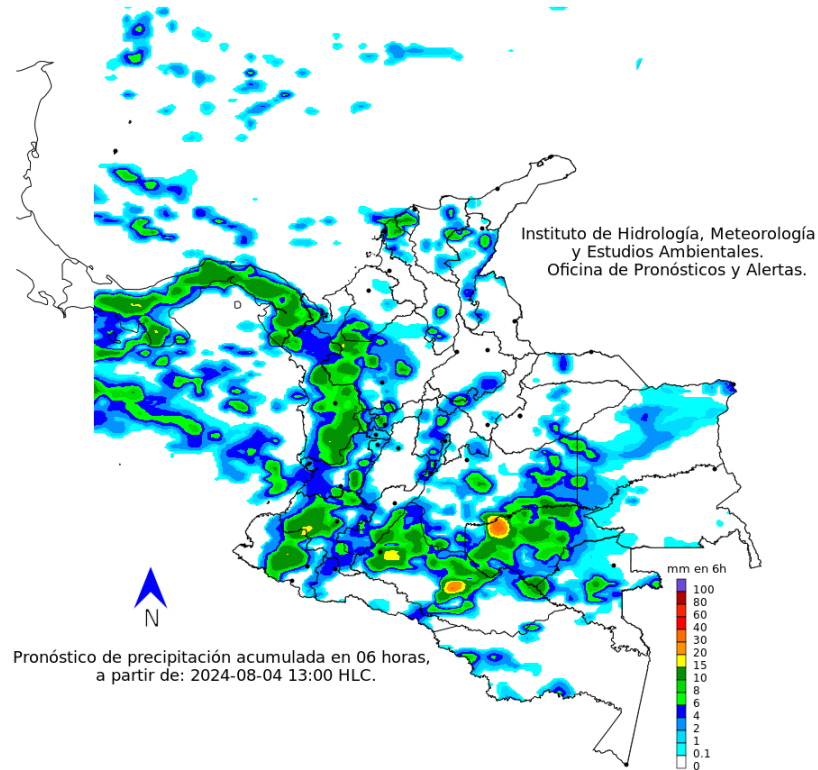 Instituto de Hidrología, Meteorología
y Estudios Ambientales.
Oficina de Pronósticos y Alertas.
mm en 6h
100
80
60
40
30
20
15
10
8
6
4
2
1
0.1
0
N
Pronóstico de precipitación acumulada en 06 horas,
a partir de: 2024-08-04 13:00 HLC.